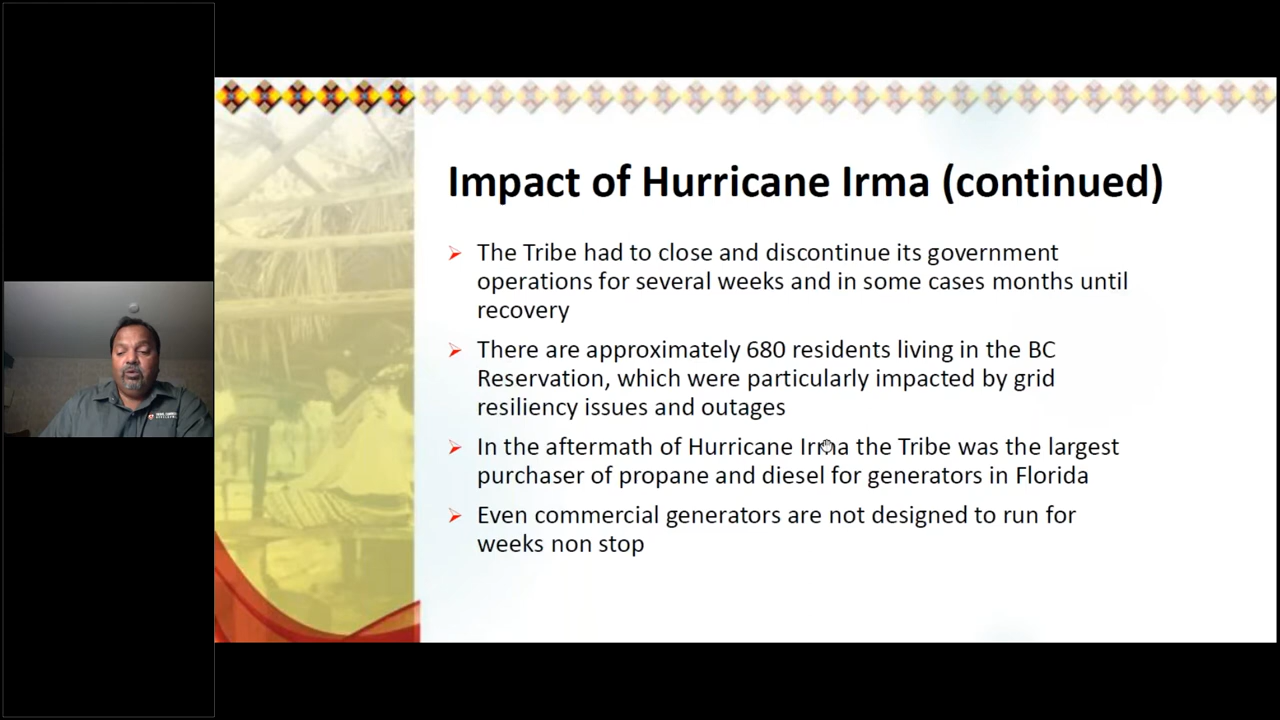 Impact of Hurricane Irma (continued)
The Tribe had to close and discontinue its government
operations for several weeks and in some cases months until
recovery
There are approximately 680 residents living in the BC
Reservation, which were particularly impacted by grid
resiliency issues and outages
In the aftermath of Hurricane Irma the Tribe was the largest
purchaser of propane and diesel for generators in Florida
Even commercial generators are not designed to run for
weeks non stop